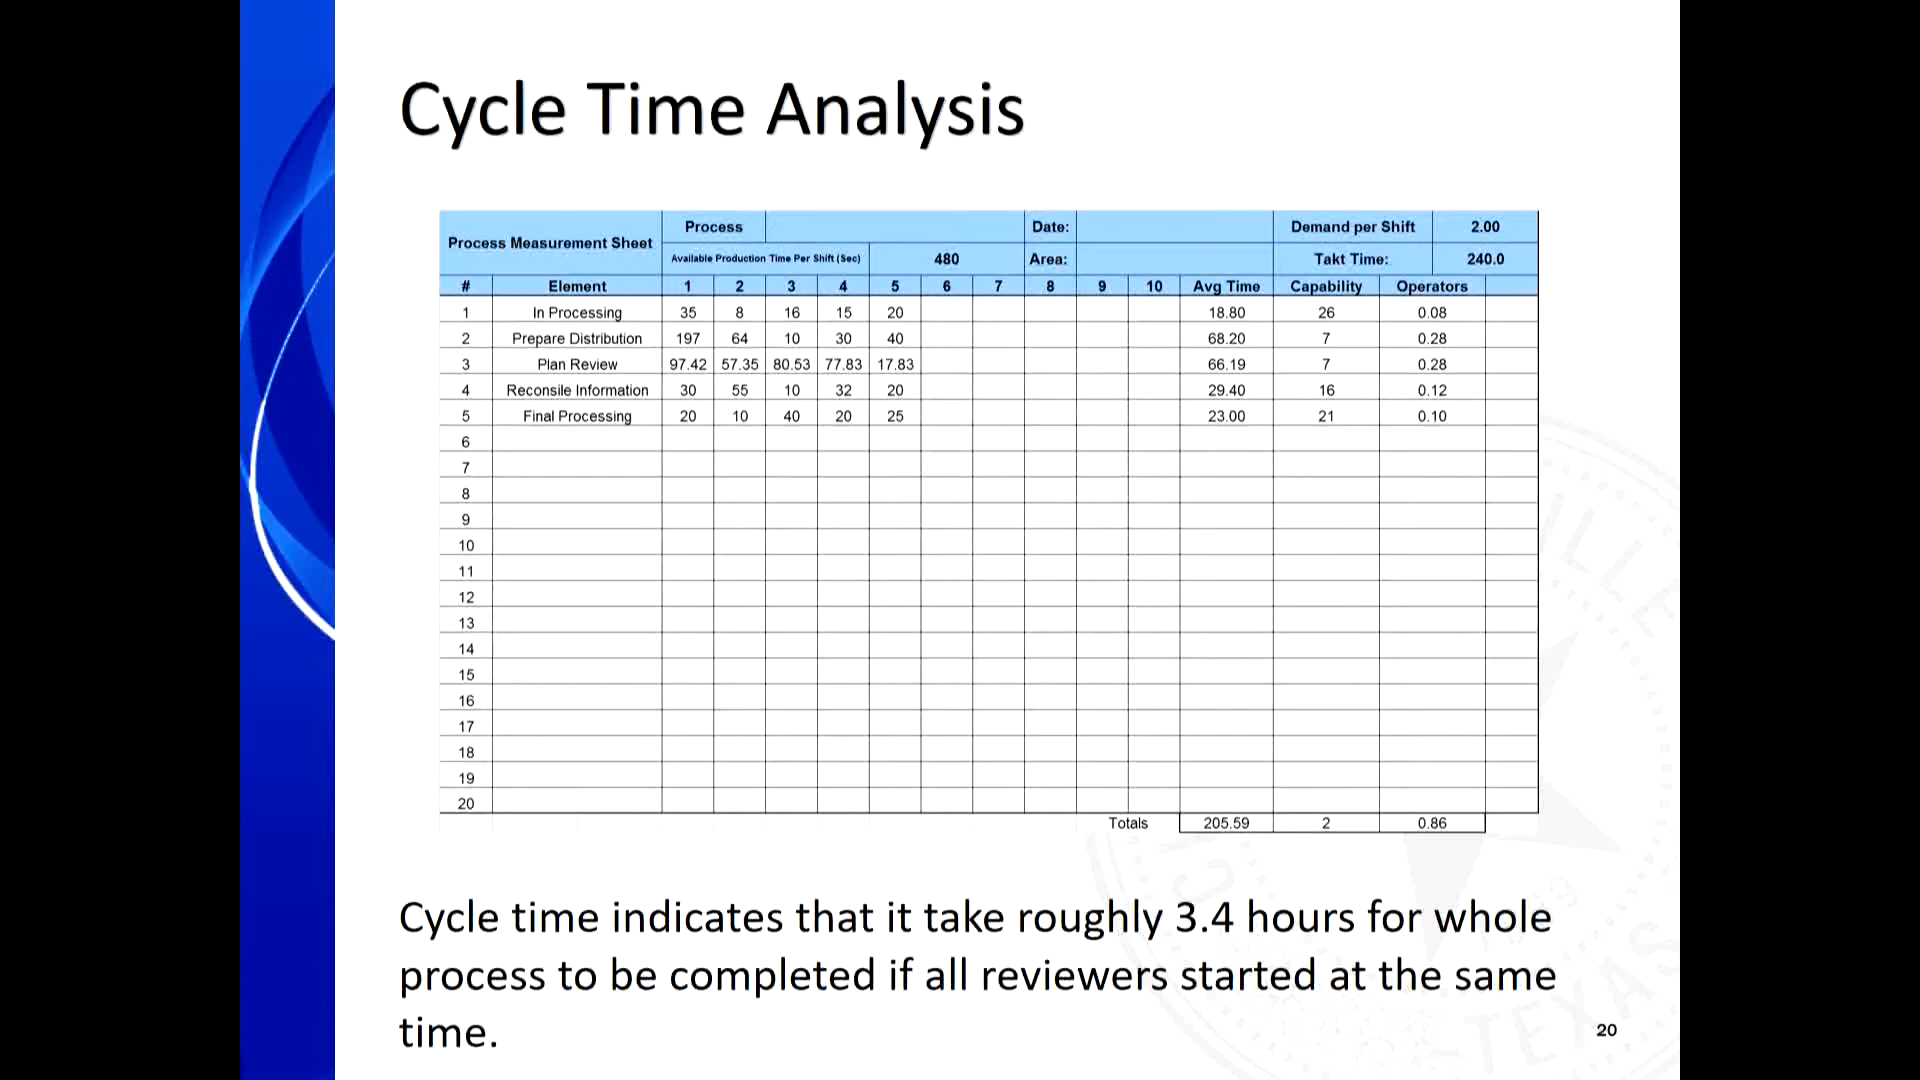 Cycle Time Analysis
Process Measurement Sheet Process Date: Demand per Shift 2.00
Available Production Time Per Shift (Sec) 480 Area: Takt Time: 240.0
# Element 1 2 3 4 5 6 7 8 9 10 Avg Time Capability Operators
1 In Processing 35 8 16 15 20 18.80 26 0.08
2 Prepare Distribution 197 64 10 30 40 68.20 7 0.28
3 Plan Review 97.42 57.35 80.53 77.83 17.83 66.19 7 0.28
4 Reconsile Information 30 55 10 32 20 29.40 16 0.12
5 Final Processing 20 10 40 20 25 23.00 21 0.10
6
7
8
9
10
11
12
13
14
15
16
17
18
19
20
Totals 205.59 2 0.86
Cycle time indicates that it take roughly 3.4 hours for whole
process to be completed if all reviewers started at the same
time.
20
TEXAS